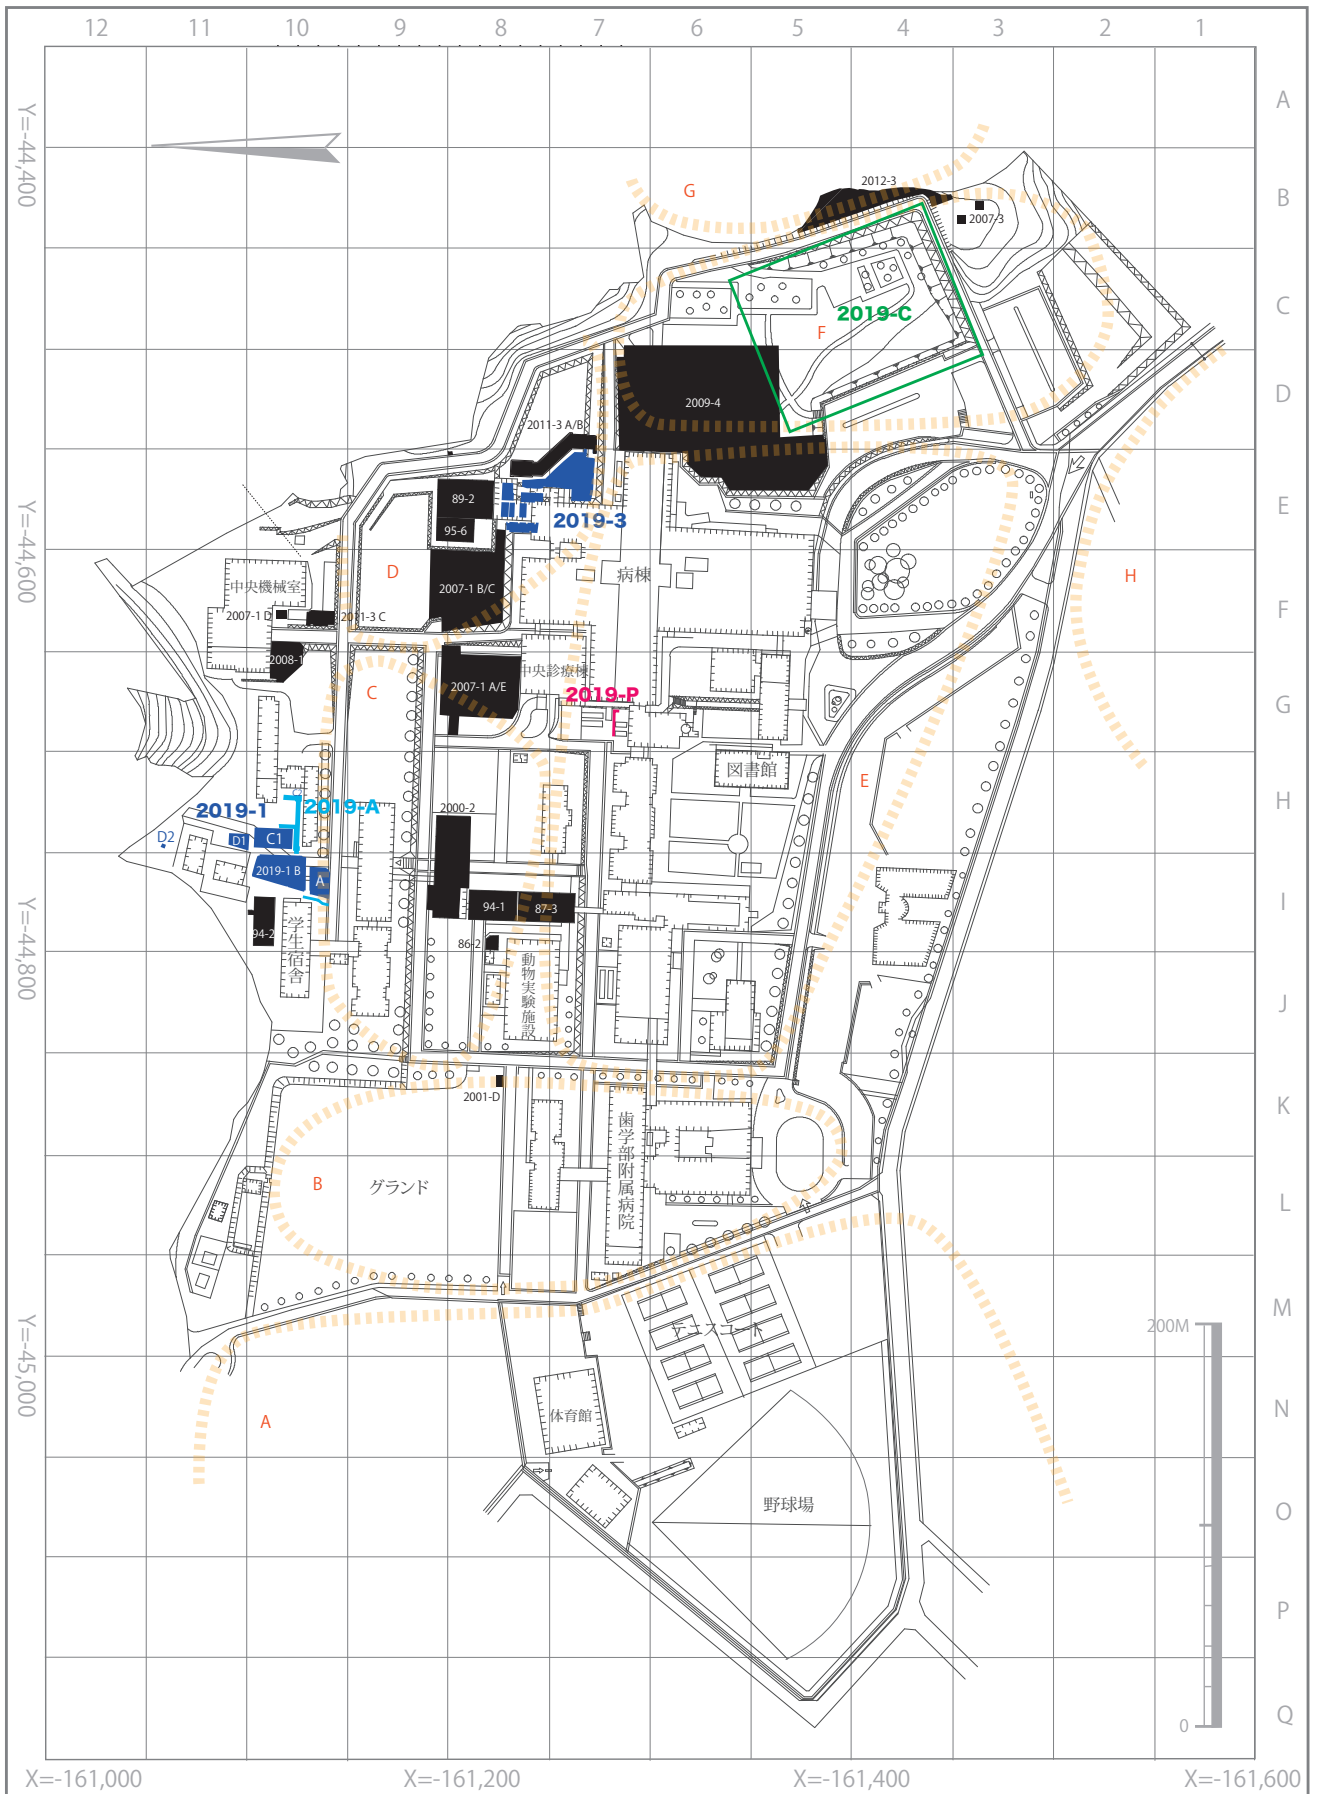 12 11 10 9 8 7 6 5 4 3 2 1
A
Y=-44,400
G
2012-3
B
2007-3
2019-C
C
F
2009-4
D
2011-3 A/B
89-2
E
2019-3
95-6
Y=-44,600
D
病棟
H
中央機械室
2007-1 B/C
2007-1 D
2011-3 C
F
2008-1
中央診療棟
C
2007-1 A/E
2019-P
G
図書館
E
2019-1
2019-A
2000-2
H
D2
D1
C1
2019-1 B
A
I
94-1
87-3
94-2
学生宿舎
86-2
動物実験施設
Y=-44,800
J
2001-D
K
歯学部附属病院
B
グランド
L
M
テニスコート
200M
Y=-45,000
A
体育館
N
野球場
O
P
Q
0
X=-161,000 X=-161,200 X=-161,400 X=-161,600